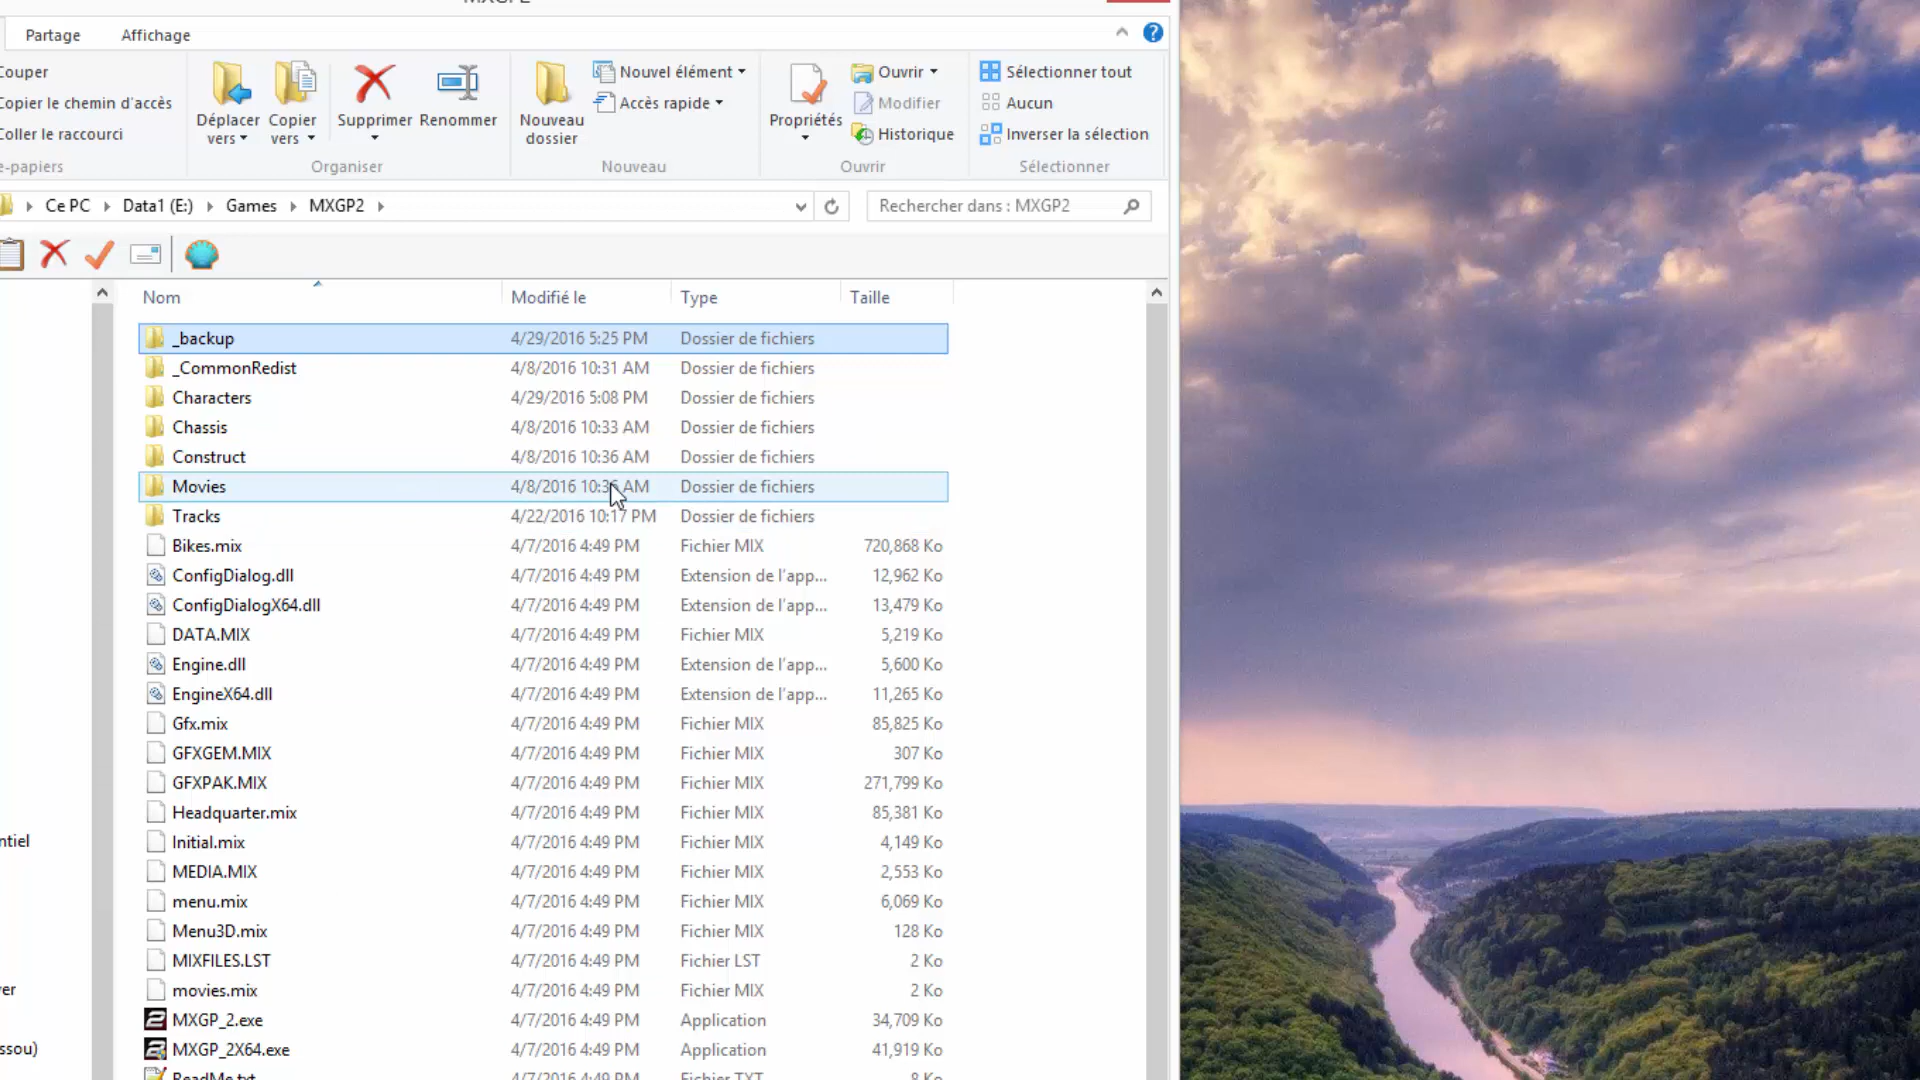 Partage Affichage
Couper
Copier le chemin d'accès
Coller le raccourci
Déplacer vers
Copier vers
Supprimer
Renommer
Organiser
Nouveau dossier
Nouvel élément
Accès rapide
Nouveau
Propriétés
Ouvrir
Modifier
Historique
Ouvrir
Sélectionner tout
Aucun
Inverser la sélection
Sélectionner
Ce PC Data1 (E:) Games MXGP2
Rechercher dans : MXGP2
Nom Modifié le Type Taille
_backup 4/29/2016 5:25 PM Dossier de fichiers
_CommonRedist 4/8/2016 10:31 AM Dossier de fichiers
Characters 4/29/2016 5:08 PM Dossier de fichiers
Chassis 4/8/2016 10:33 AM Dossier de fichiers
Construct 4/8/2016 10:36 AM Dossier de fichiers
Movies 4/8/2016 AM Dossier de fichiers
Tracks 4/22/2016 10:17 PM Dossier de fichiers
Bikes.mix 4/7/2016 4:49 PM Fichier MIX 720,868 Ko
ConfigDialog.dll 4/7/2016 4:49 PM Extension de l'app... 12,962 Ko
ConfigDialogX64.dll 4/7/2016 4:49 PM Extension de l'app... 13,479 Ko
DATA.MIX 4/7/2016 4:49 PM Fichier MIX 5,219 Ko
Engine.dll 4/7/2016 4:49 PM Extension de l'app... 5,600 Ko
EngineX64.dll 4/7/2016 4:49 PM Extension de l'app... 11,265 Ko
Gfx.mix 4/7/2016 4:49 PM Fichier MIX 85,825 Ko
GFXGEM.MIX 4/7/2016 4:49 PM Fichier MIX 307 Ko
GFXPAK.MIX 4/7/2016 4:49 PM Fichier MIX 271,799 Ko
Headquarter.mix 4/7/2016 4:49 PM Fichier MIX 85,381 Ko
Initial.mix 4/7/2016 4:49 PM Fichier MIX 4,149 Ko
MEDIA.MIX 4/7/2016 4:49 PM Fichier MIX 2,553 Ko
menu.mix 4/7/2016 4:49 PM Fichier MIX 6,069 Ko
Menu3D.mix 4/7/2016 4:49 PM Fichier MIX 128 Ko
MIXFILES.LST 4/7/2016 4:49 PM Fichier LST 2 Ko
movies.mix 4/7/2016 4:49 PM Fichier MIX 2 Ko
MXGP_2.exe 4/7/2016 4:49 PM Application 34,709 Ko
MXGP_2X64.exe 4/7/2016 4:49 PM Application 41,919 Ko
ReadMe.txt 4/7/2016 4:49 PM Fichier TXT 8 Ko